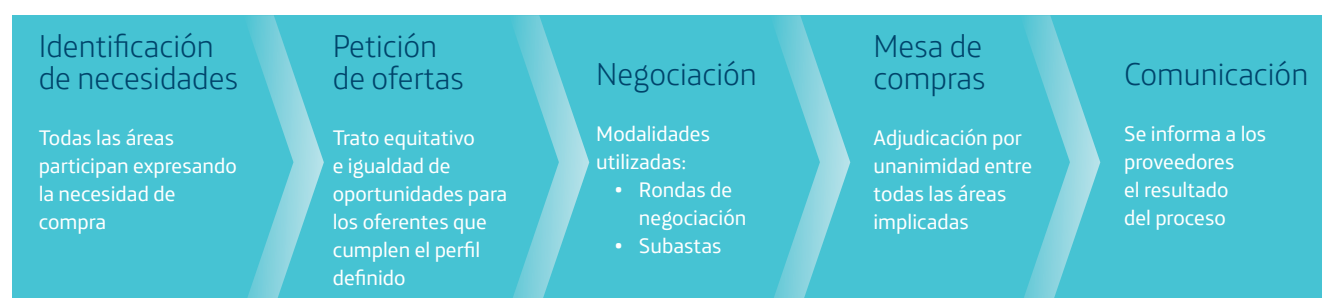 Identificación
de necesidades
Todas las áreas
participan expresando
la necesidad de
compra
Petición
de ofertas
Trato equitativo
e igualdad de
oportunidades para
los oferentes que
cumplen el perfil
definido
Negociación
Modalidades
utilizadas:
• Rondas de
negociación
• Subastas
Mesa de
compras
Adjudicación por
unanimidad entre
todas las áreas
implicadas
Comunicación
Se informa a los
proveedores
el resultado
del proceso